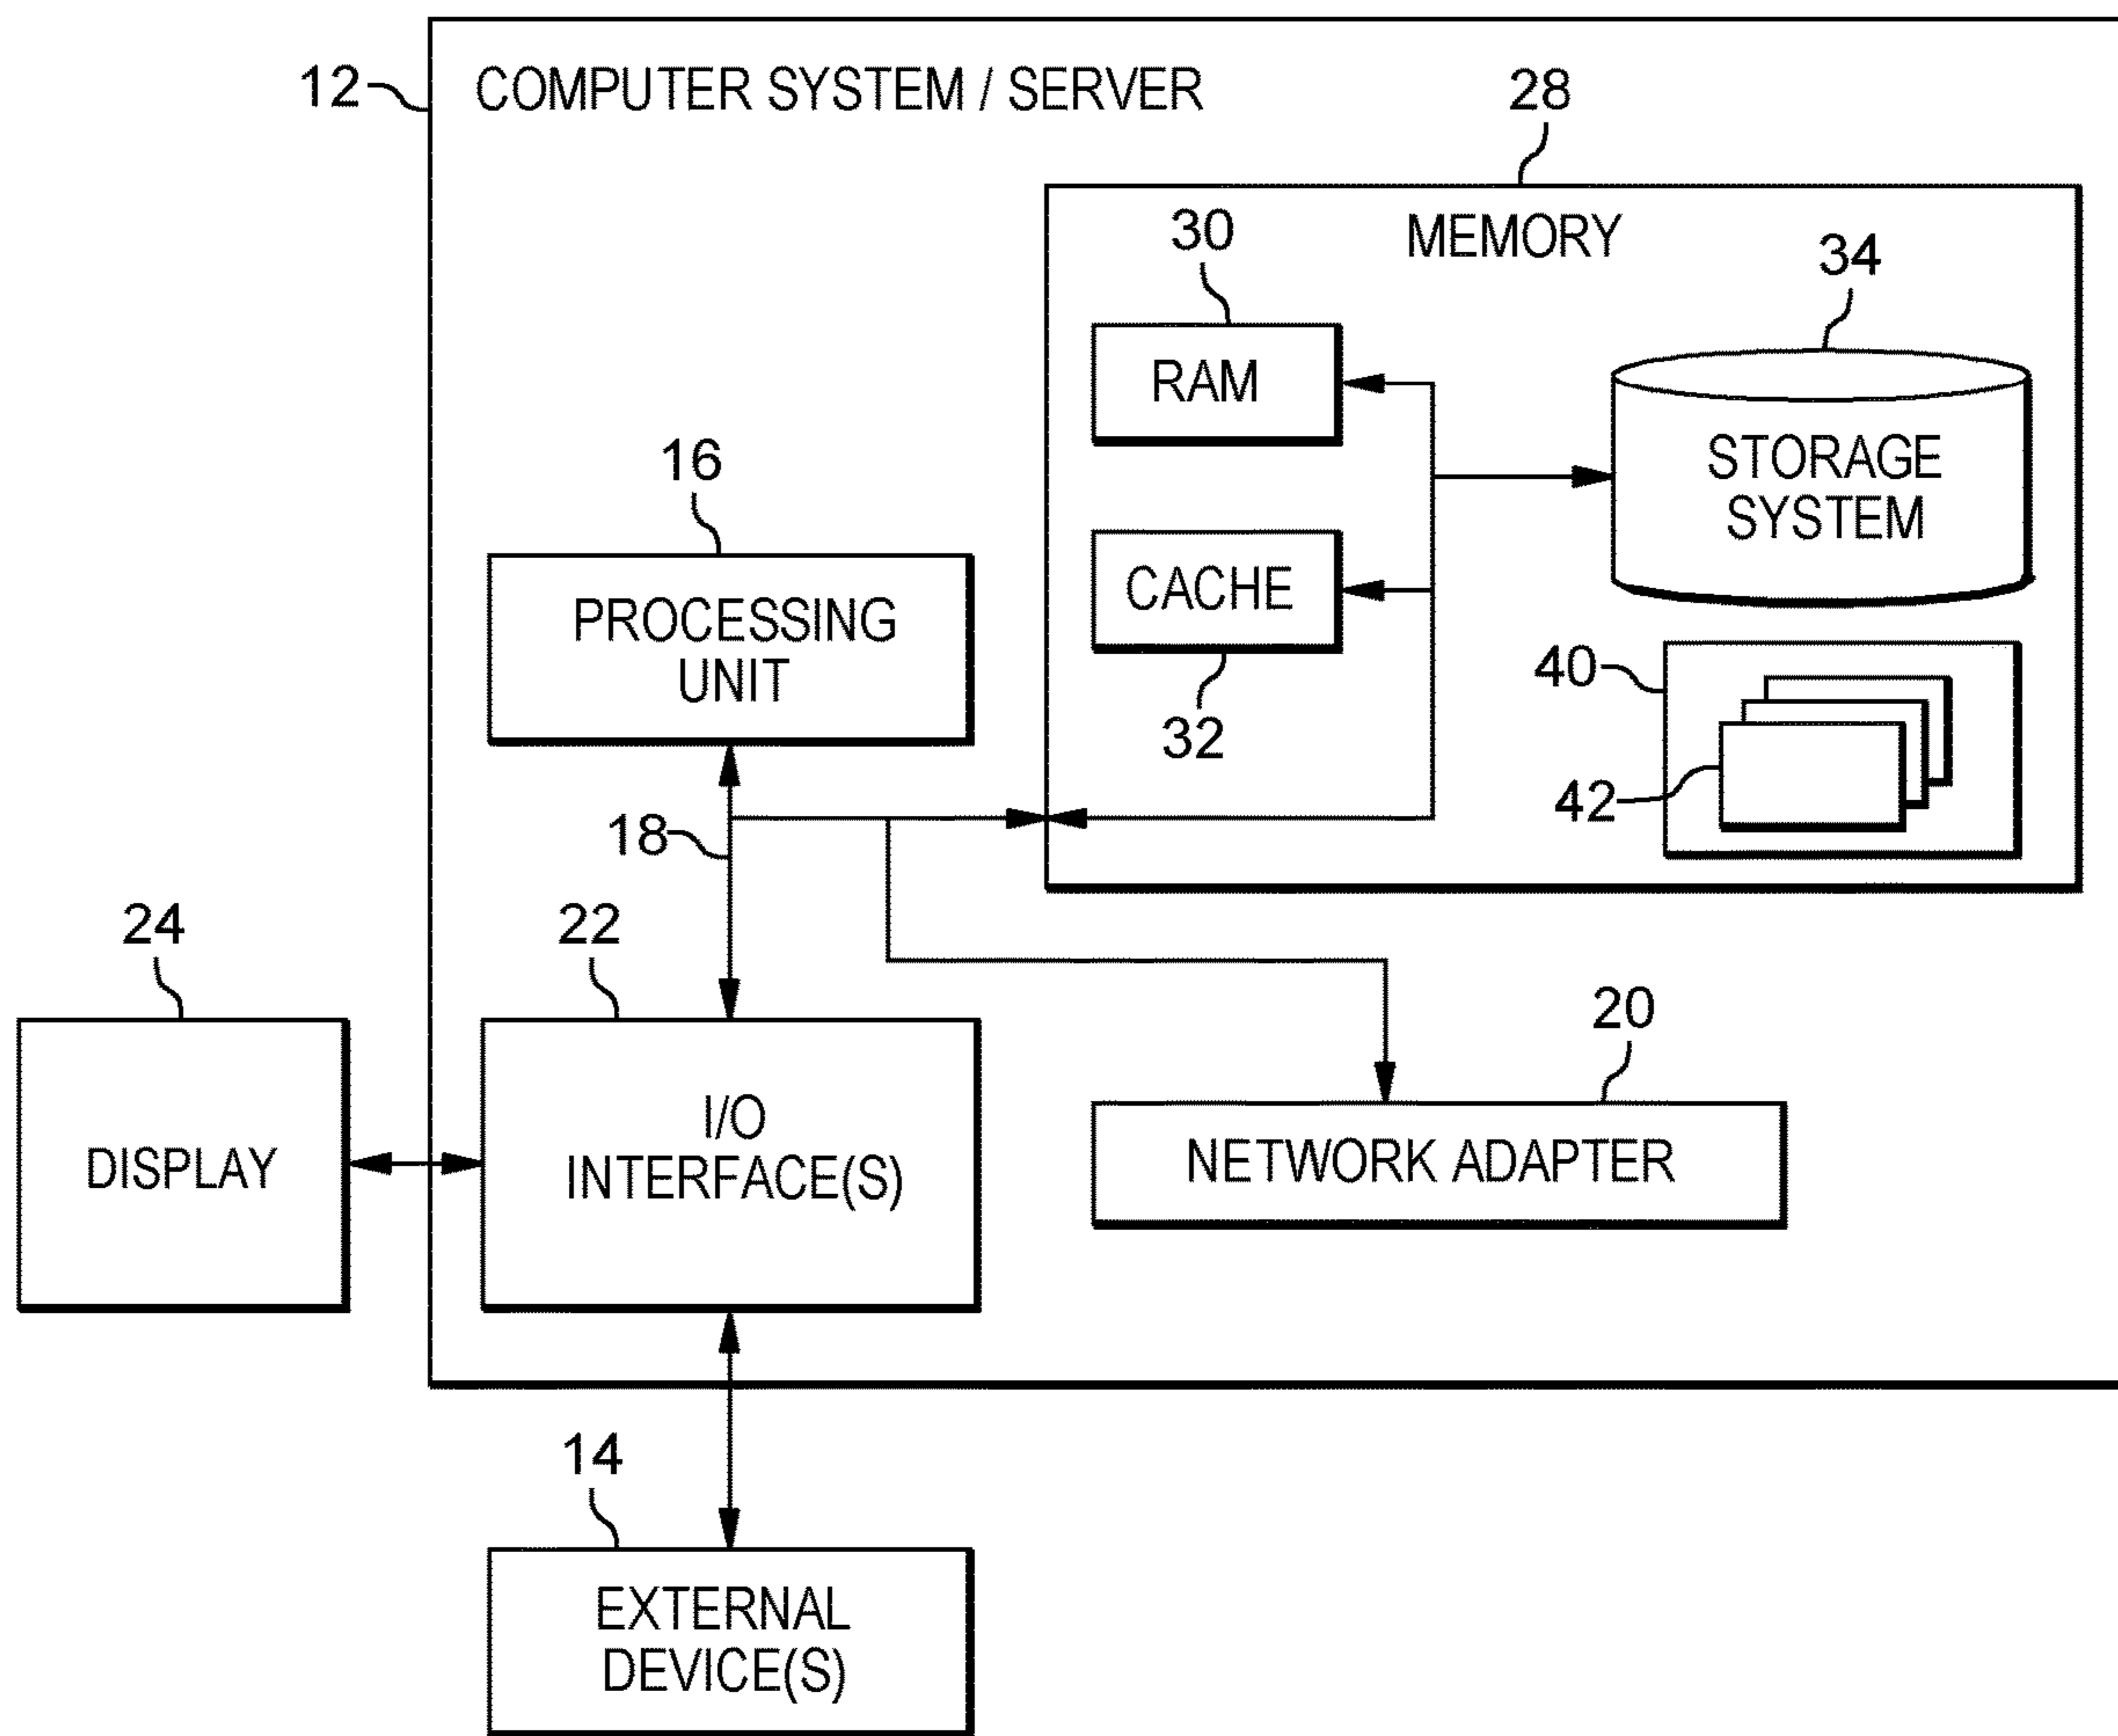 12
COMPUTER SYSTEM / SERVER
28
MEMORY
30
RAM
34
STORAGE
SYSTEM
CACHE
32
40
42
16
PROCESSING
UNIT
18
24
DISPLAY
22
I/O
INTERFACE(S)
20
NETWORK ADAPTER
14
EXTERNAL
DEVICE(S)